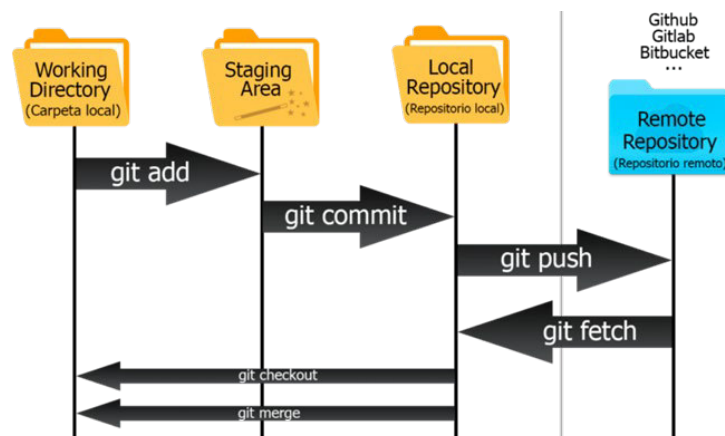 Github
Gitlab
Bitbucket
...
Working
Directory
(Carpeta local)
Staging
Area
Local
Repository
(Repositorio local)
Remote
Repository
(Repositorio remoto)
git add
git commit
git push
git fetch
git checkout
git merge